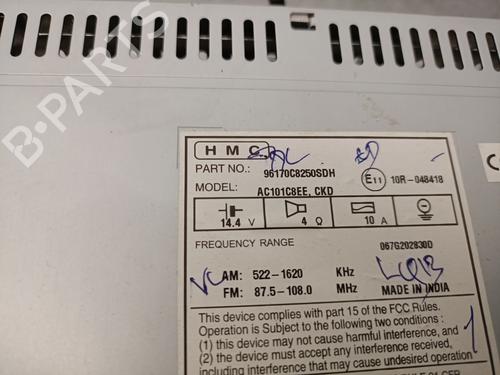 HMC
PART NO.: 96170C8250SDH
E11 10R-048418
MODEL: AC101C8EE, CKD
14.4 V 4 Ω 10 A
FREQUENCY RANGE 067G202830D
AM: 522-1620 KHz
FM: 87.5-108.0 MHz MADE IN INDIA
This device complies with part 15 of the FCC Rules.
Operation is Subject to the following two conditions :
(1) this device may not cause harmful interference, and
(2) this device must accept any interference received,
including interference that may cause undesired operation
B-PARTS